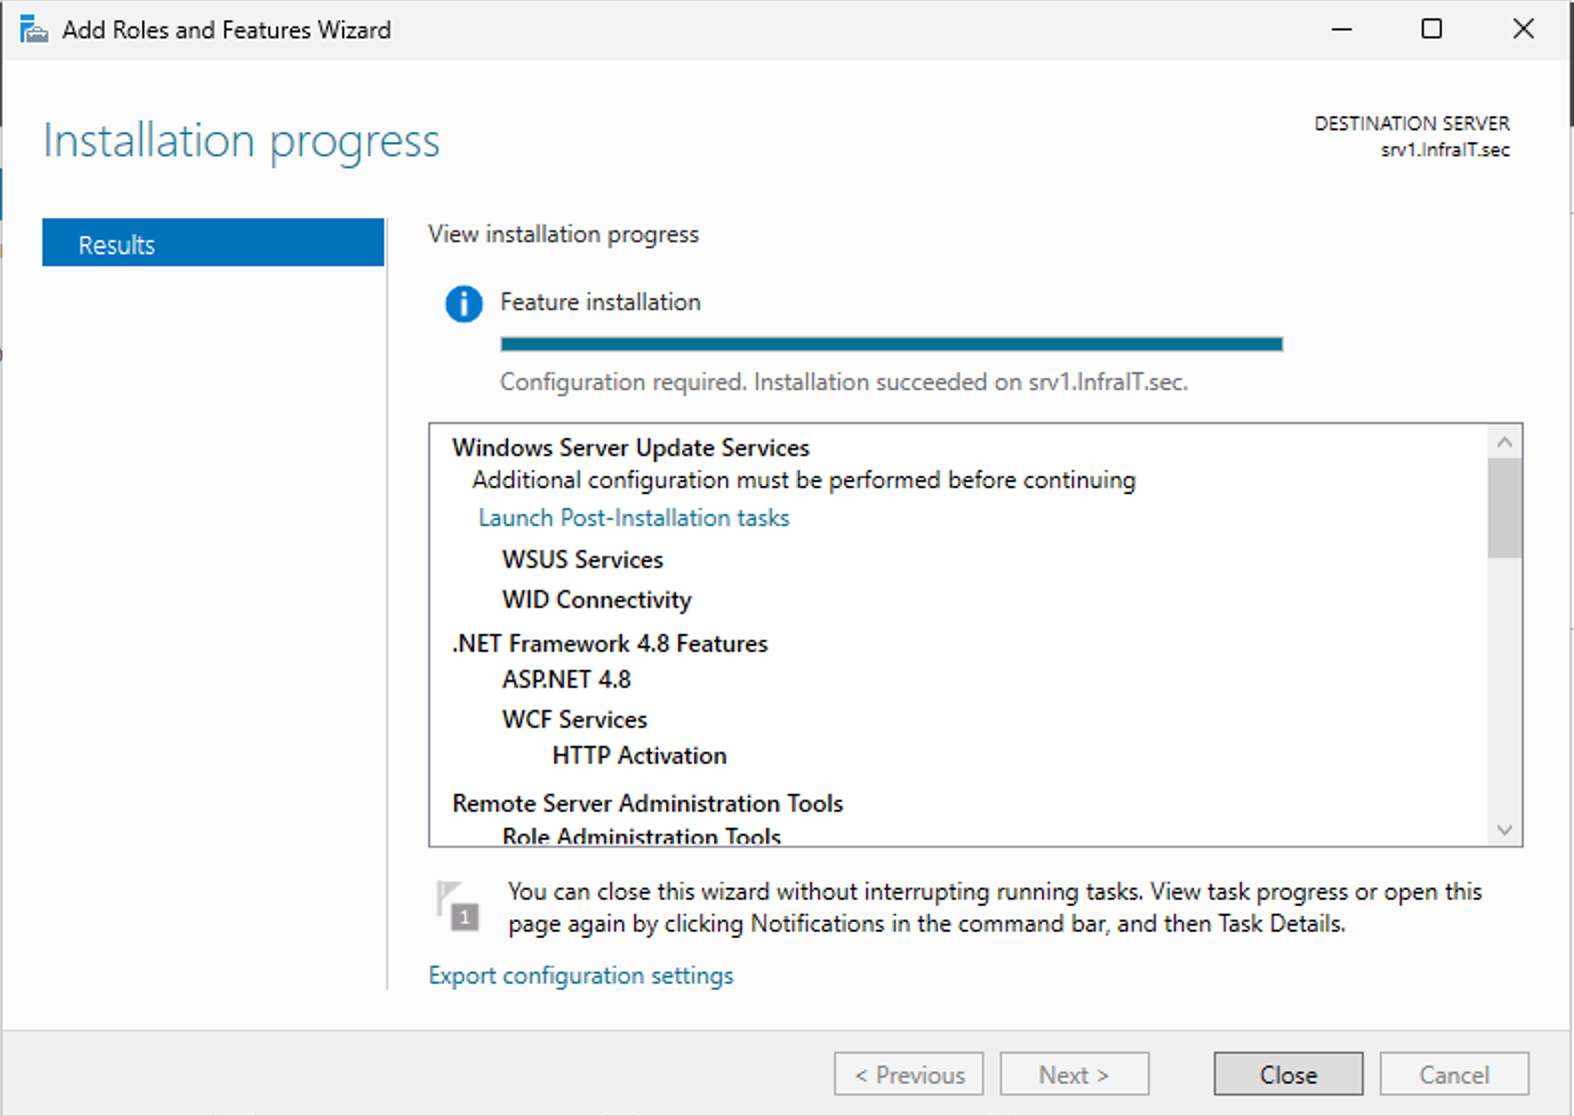 Add Roles and Features Wizard
Installation progress
DESTINATION SERVER
srv1.InfraIT.sec
Results
View installation progress
Feature installation
Configuration required. Installation succeeded on srv1.InfraIT.sec.
Windows Server Update Services
Additional configuration must be performed before continuing
Launch Post-Installation tasks
WSUS Services
WID Connectivity
.NET Framework 4.8 Features
ASP.NET 4.8
WCF Services
HTTP Activation
Remote Server Administration Tools
Role Administration Tools
1
You can close this wizard without interrupting running tasks. View task progress or open this
page again by clicking Notifications in the command bar, and then Task Details.
Export configuration settings
< Previous
Next >
Close
Cancel